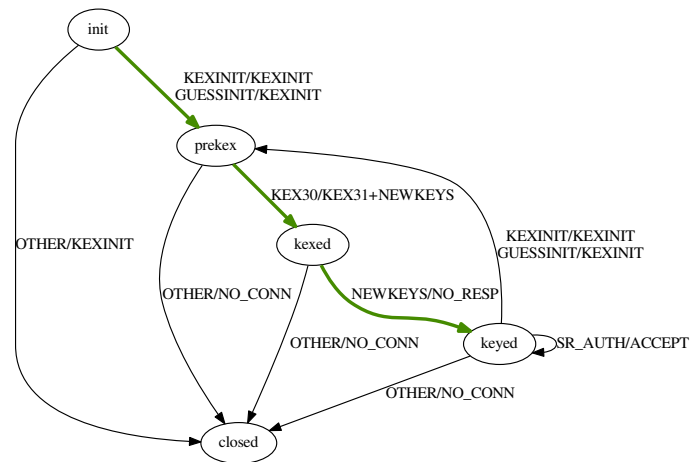 init
KEXINIT/KEXINIT
GUESSINIT/KEXINIT
prekex
KEX30/KEX31+NEWKEYS
OTHER/KEXINIT
kexed
KEXINIT/KEXINIT
GUESSINIT/KEXINIT
OTHER/NO_CONN
NEWKEYS/NO_RESP
OTHER/NO_CONN
keyed
SR_AUTH/ACCEPT
OTHER/NO_CONN
closed